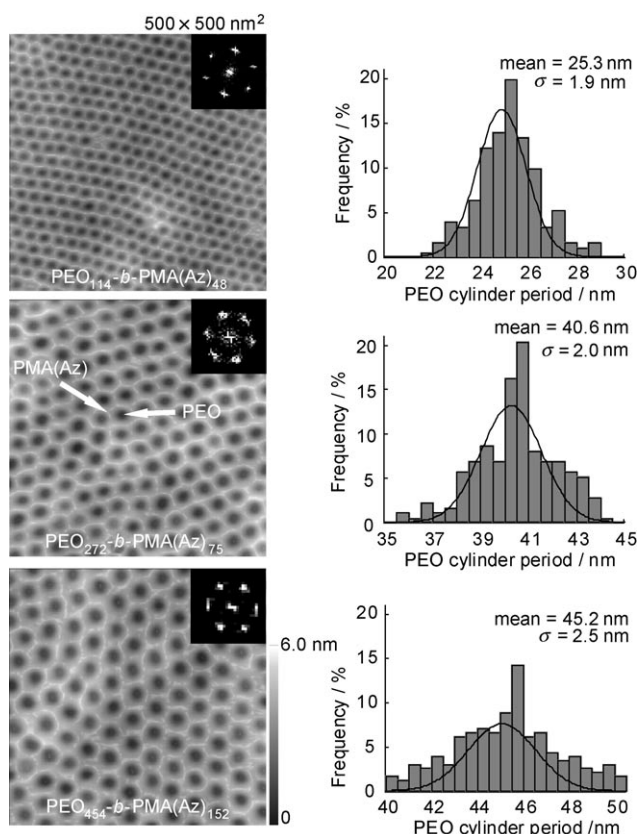 500 × 500 nm²
PEO₁₁₄-b-PMA(Az)₄₈
mean = 25.3 nm
σ = 1.9 nm
Frequency / %
20
15
10
5
0
20 22 24 26 28 30
PEO cylinder period / nm
PMA(Az)
PEO
PEO₂₇₂-b-PMA(Az)₇₅
mean = 40.6 nm
σ = 2.0 nm
Frequency / %
20
15
10
5
0
35 37 39 41 43 45
PEO cylinder period / nm
6.0 nm
0
PEO₄₅₄-b-PMA(Az)₁₅₂
mean = 45.2 nm
σ = 2.5 nm
Frequency / %
20
15
10
5
0
40 42 44 46 48 50
PEO cylinder period /nm